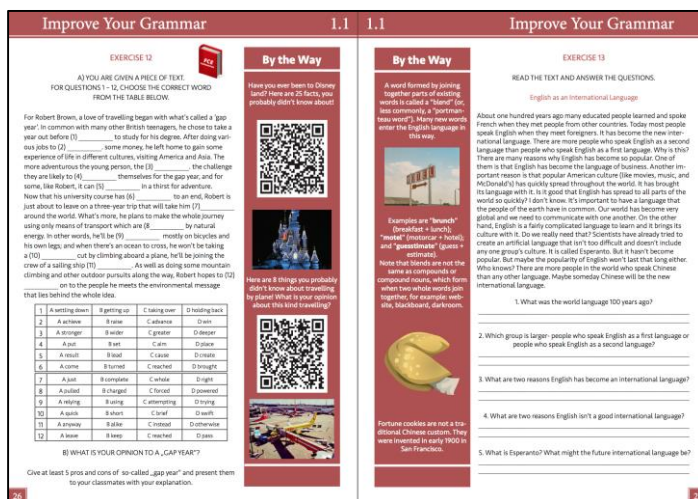 Improve Your Grammar 1.1
EXERCISE 12
FCE
A) YOU ARE GIVEN A PIECE OF TEXT.
FOR QUESTIONS 1 – 12, CHOOSE THE CORRECT WORD
FROM THE TABLE BELOW.
For Robert Brown, a love of travelling began with what's called a 'gap
year'. In common with many other British teenagers, he chose to take a
year out before (1) ________ to study for his degree. After doing vari-
ous jobs to (2) ________ . some money, he left home to gain some
experience of life in different cultures, visiting America and Asia. The
more adventurous the young person, the (3) ________ . the challenge
they are likely to (4)________ themselves for the gap year, and for
some, like Robert, it can (5) ________ in a thirst for adventure.
Now that his university course has (6) ________ to an end, Robert is
just about to leave on a three-year trip that will take him (7)________
around the world. What's more, he plans to make the whole journey
using only means of transport which are (8________ by natural
energy. In other words, he'll be (9)________ mostly on bicycles and
his own legs; and when there's an ocean to cross, he won't be taking
a (10) ________ cut by climbing aboard a plane, he'll be joining the
crew of a sailing ship (11) ________ . As well as doing some mountain
climbing and other outdoor pursuits along the way, Robert hopes to (12)
________ on to the people he meets the environmental message
that lies behind the whole idea.
1 A settling down B getting up C taking over D holding back
2 A achieve B raise C advance D win
3 A stronger B wider C greater D deeper
4 A put B set C aim D place
5 A result B lead C cause D create
6 A come B turned C reached D brought
7 A just B complete C whole D right
8 A pulled B charged C forced D powered
9 A relying B using C attempting D trying
10 A quick B short C brief D swift
11 A anyway B alike C instead D otherwise
12 A leave B keep C reached D pass
B) WHAT IS YOUR OPINION TO A „GAP YEAR"?
Give at least 5 pros and cons of so-called „gap year" and present them
to your classmates with your explanation.
26
By the Way
Have you ever been to Disney
land? Here are 25 facts, you
probably didn't know about!
Here are 8 things you probably
didn't know about travelling
by plane! What is your opinion
about this kind travelling?
1.1 Improve Your Grammar
By the Way
A word formed by joining
together parts of existing
words is called a "blend" (or,
less commonly, a "portman-
teau word"). Many new words
enter the English language in
this way.
Examples are "brunch"
(breakfast + lunch);
"motel" (motorcar + hotel);
and "guesstimate" (guess +
estimate).
Note that blends are not the
same as compounds or
compound nouns, which form
when two whole words join
together, for example: web-
site, blackboard, darkroom.
Fortune cookies are not a tra-
ditional Chinese custom. They
were invented in early 1900 in
San Francisco.
EXERCISE 13
READ THE TEXT AND ANSWER THE QUESTIONS.
English as an International Language
About one hundred years ago many educated people learned and spoke
French when they met people from other countries. Today most people
speak English when they meet foreigners. It has become the new inter-
national language. There are more people who speak English as a second
language than people who speak English as a first language. Why is this?
There are many reasons why English has become so popular. One of
them is that English has become the language of business. Another im-
portant reason is that popular American culture (like movies, music, and
McDonald's) has quickly spread throughout the world. It has brought
its language with it. Is it good that English has spread to all parts of the
world so quickly? I don't know. It's important to have a language that
the people of the earth have in common. Our world has become very
global and we need to communicate with one another. On the other
hand, English is a fairly complicated language to learn and it brings its
culture with it. Do we really need that? Scientists have already tried to
create an artificial language that isn't too difficult and doesn't include
any one group's culture. It is called Esperanto. But it hasn't become
popular. But maybe the popularity of English won't last that long either.
Who knows? There are more people in the world who speak Chinese
than any other language. Maybe someday Chinese will be the new
international language.
1. What was the world language 100 years ago?
2. Which group is larger- people who speak English as a first language or
people who speak English as a second language?
3. What are two reasons English has become an international language?
4. What are two reasons English isn't a good international language?
5. What is Esperanto? What might the future international language be?